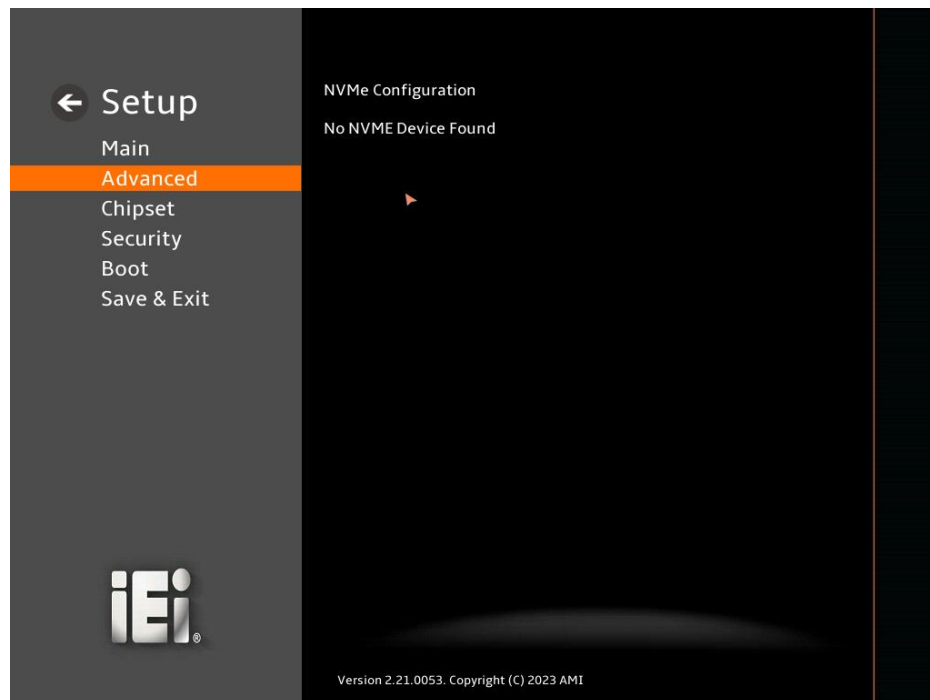 Setup
Main
Advanced
Chipset
Security
Boot
Save & Exit
NVMe Configuration
No NVME Device Found
iEi®
Version 2.21.0053. Copyright (C) 2023 AMI